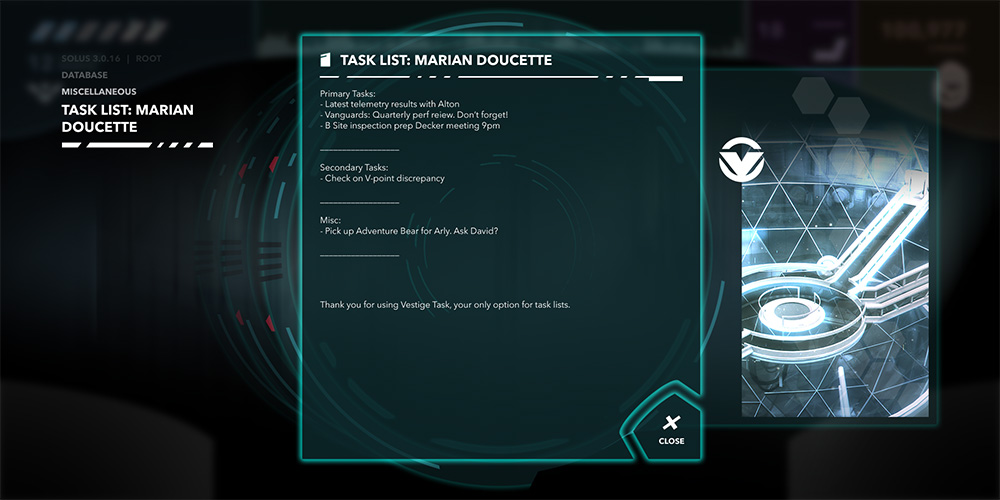 SOLUS 3.0.16 | ROOT
DATABASE
MISCELLANEOUS
TASK LIST: MARIAN
DOUCETTE
TASK LIST: MARIAN DOUCETTE
Primary Tasks:
- Latest telemetry results with Alton
- Vanguards: Quarterly perf reiew. Don't forget!
- B Site inspection prep Decker meeting 9pm
___________________
Secondary Tasks:
- Check on V-point discrepancy
___________________
Misc:
- Pick up Adventure Bear for Arly. Ask David?
___________________
Thank you for using Vestige Task, your only option for task lists.
CLOSE